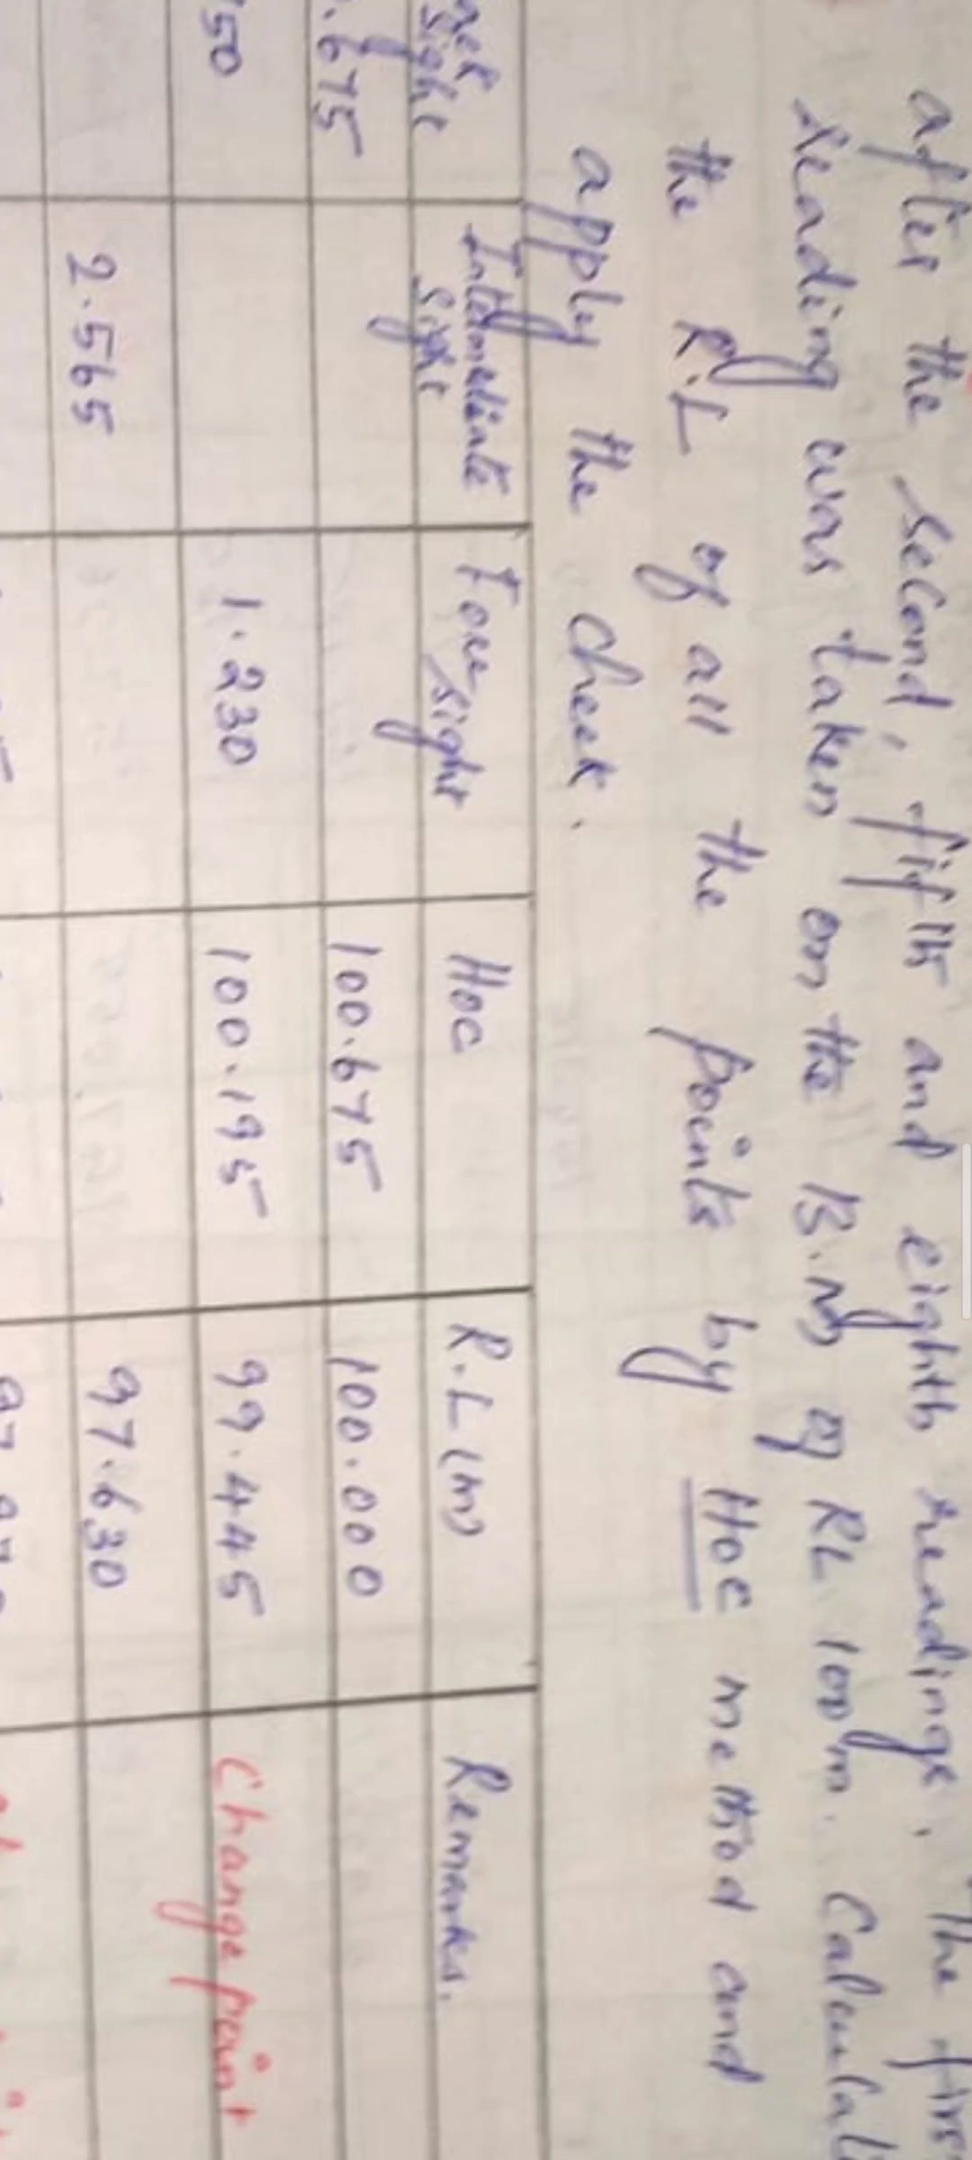 after the second, fifth and eighth readings. The firs
reading was taken on the B.M of RL 100m. Calculat
the R.L of all the points by HOC method and
apply the check.
Intermediate Sight Fore sight HOC R.L (m) Remarks.
.675 100.675 100.000
50 1.230 100.195 99.445 Change point
2.565 97.630